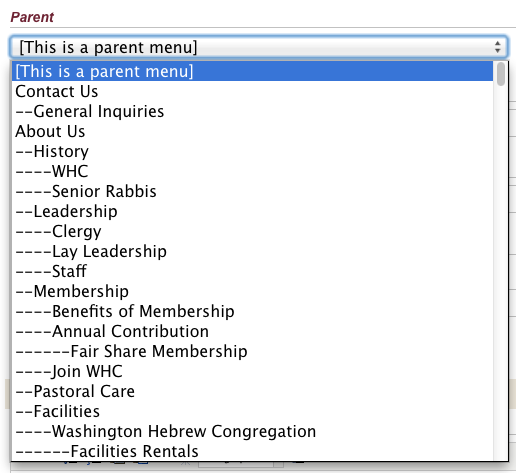 Parent
[This is a parent menu]
[This is a parent menu]
Contact Us
--General Inquiries
About Us
--History
----WHC
----Senior Rabbis
--Leadership
----Clergy
----Lay Leadership
----Staff
--Membership
----Benefits of Membership
----Annual Contribution
------Fair Share Membership
----Join WHC
--Pastoral Care
--Facilities
----Washington Hebrew Congregation
------Facilities Rentals